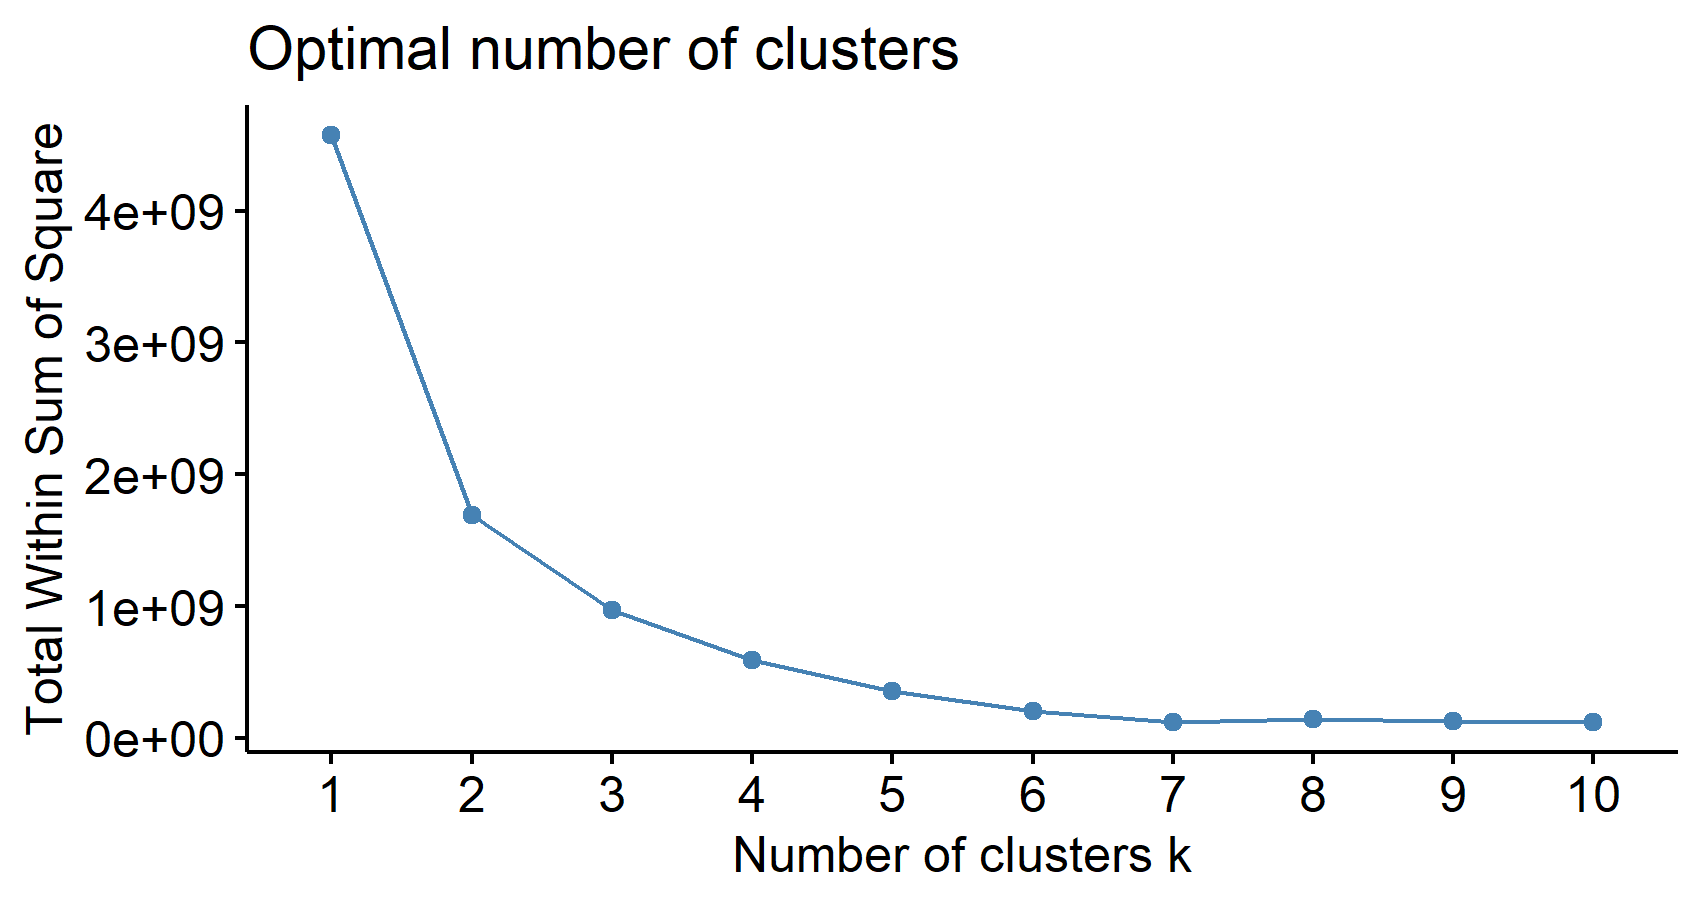 Optimal number of clusters
Total Within Sum of Square
4e+09
3e+09
2e+09
1e+09
0e+00
1 2 3 4 5 6 7 8 9 10
Number of clusters k